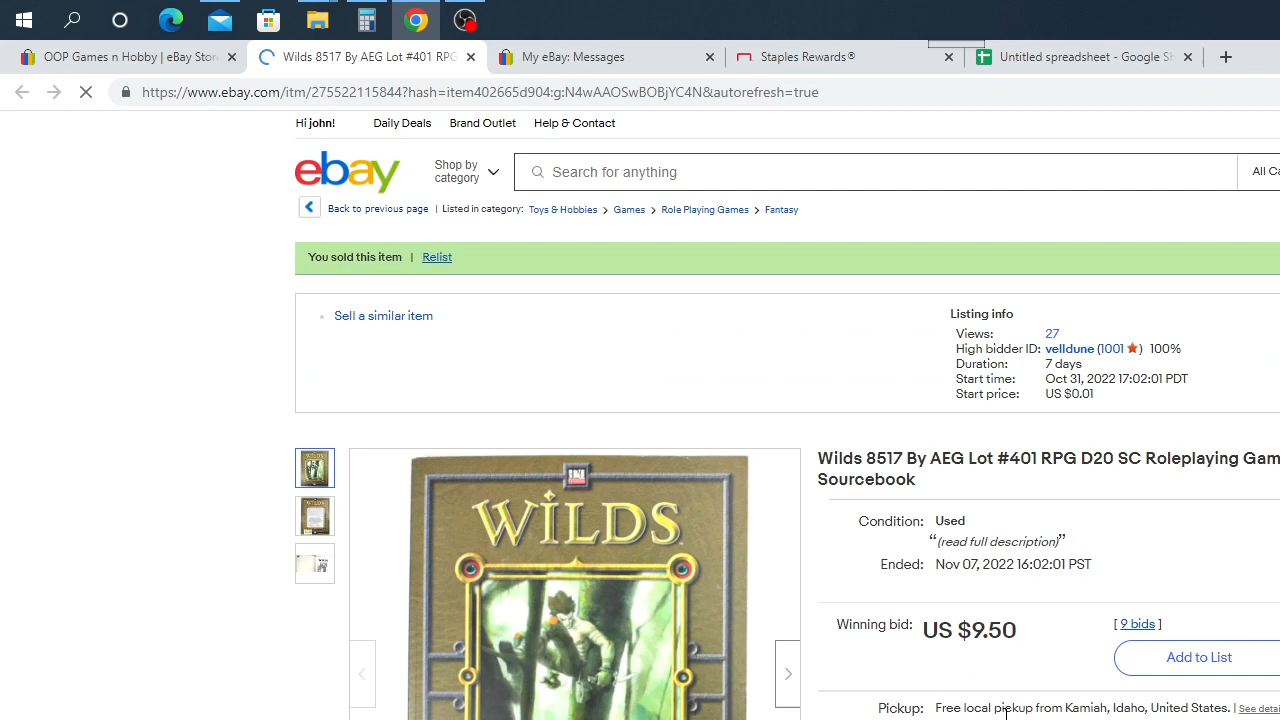 OOP Games n Hobby | eBay Stor
Wilds 8517 By AEG Lot #401 RPG
My eBay: Messages
Staples Rewards®
Untitled spreadsheet - Google Sh
https://www.ebay.com/itm/275522115844?hash=item402665d904:g:N4wAAOSwBOBjYC4N&autorefresh=true
Hi john!
Daily Deals
Brand Outlet
Help & Contact
ebay
Shop by category
Search for anything
All Ca
Back to previous page | Listed in category: Toys & Hobbies > Games > Role Playing Games > Fantasy
You sold this item | Relist
Sell a similar item
Listing info
Views: 27
High bidder ID: velldune (1001 ) 100%
Duration: 7 days
Start time: Oct 31, 2022 17:02:01 PDT
Start price: US $0.01
WILDS
Wilds 8517 By AEG Lot #401 RPG D20 SC Roleplaying Gam
Sourcebook
Condition: Used
“(read full description)”
Ended: Nov 07, 2022 16:02:01 PST
Winning bid: US $9.50 [ 9 bids ]
Add to List
Pickup: Free local pickup from Kamiah, Idaho, United States. | See deta